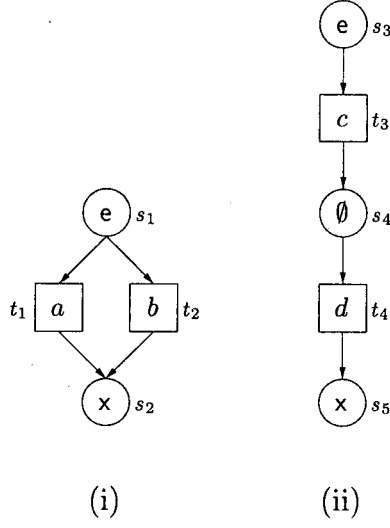 e s₃
c t₃
e s₁
∅ s₄
t₁ a b t₂
d t₄
x s₂
x s₅
(i) (ii)